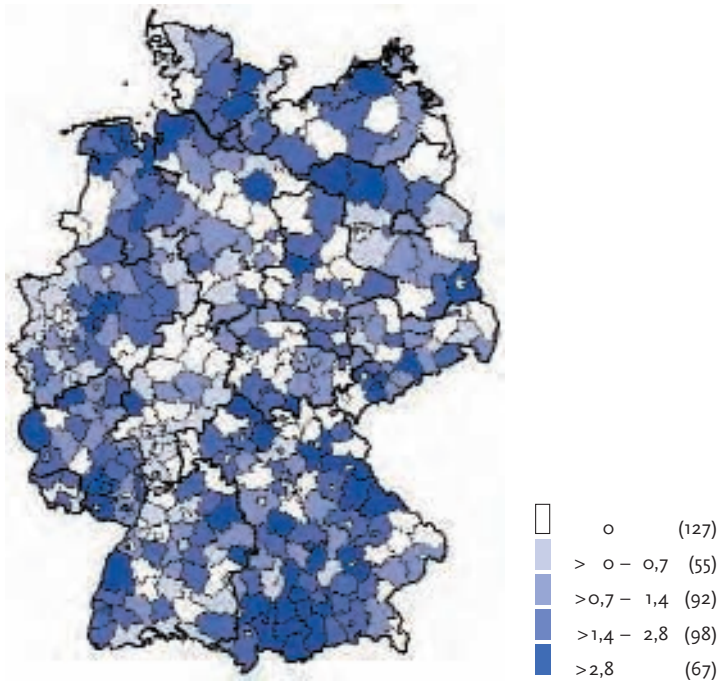 0 (127)
> 0 – 0,7 (55)
>0,7 – 1,4 (92)
>1,4 – 2,8 (98)
>2,8 (67)